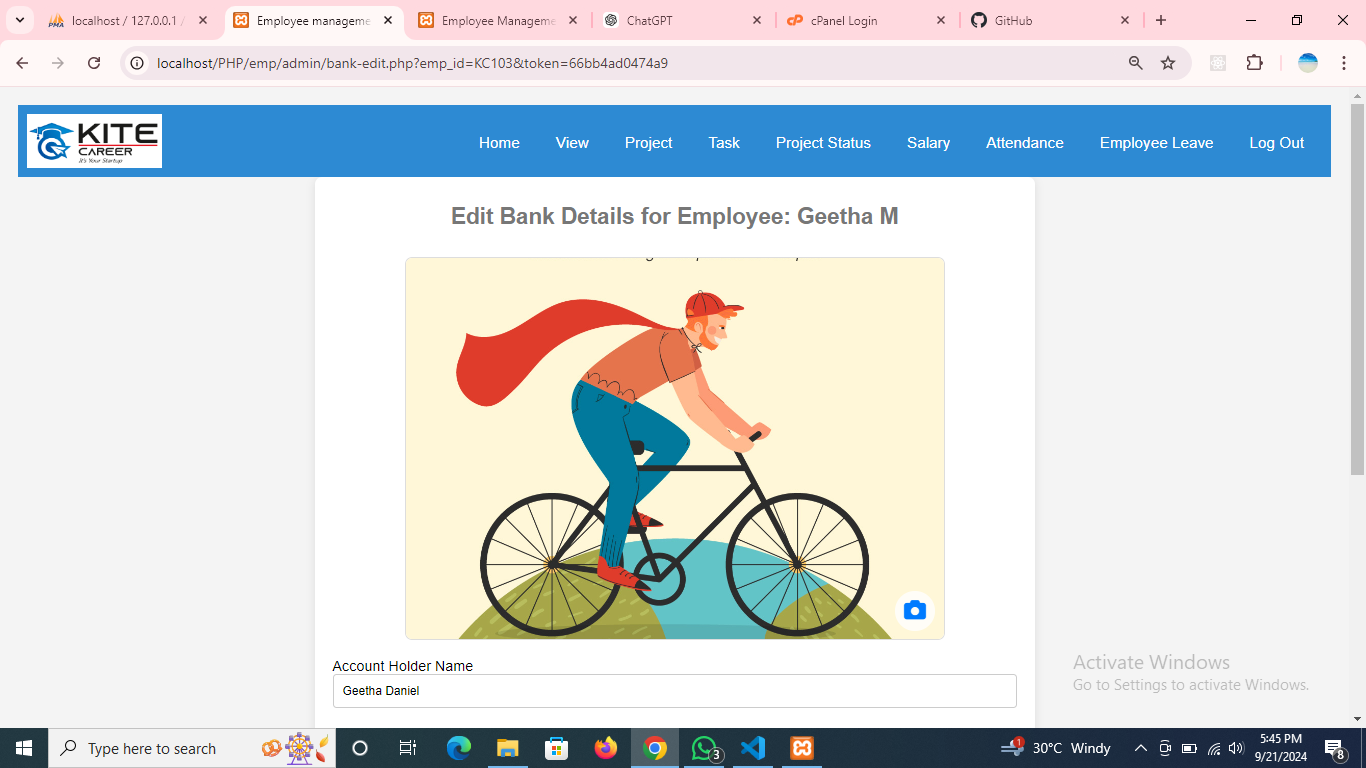 localhost / 127.0.0.1 /
Employee manageme
Employee Manageme
ChatGPT
cPanel Login
GitHub
localhost/PHP/emp/admin/bank-edit.php?emp_id=KC103&token=66bb4ad0474a9
KITE
CAREER
It's Your Startup
Home View Project Task Project Status Salary Attendance Employee Leave Log Out
Edit Bank Details for Employee: Geetha M
Account Holder Name
Geetha Daniel
Activate Windows
Go to Settings to activate Windows.
Type here to search
3
1
30°C Windy
5:45 PM
9/21/2024
8